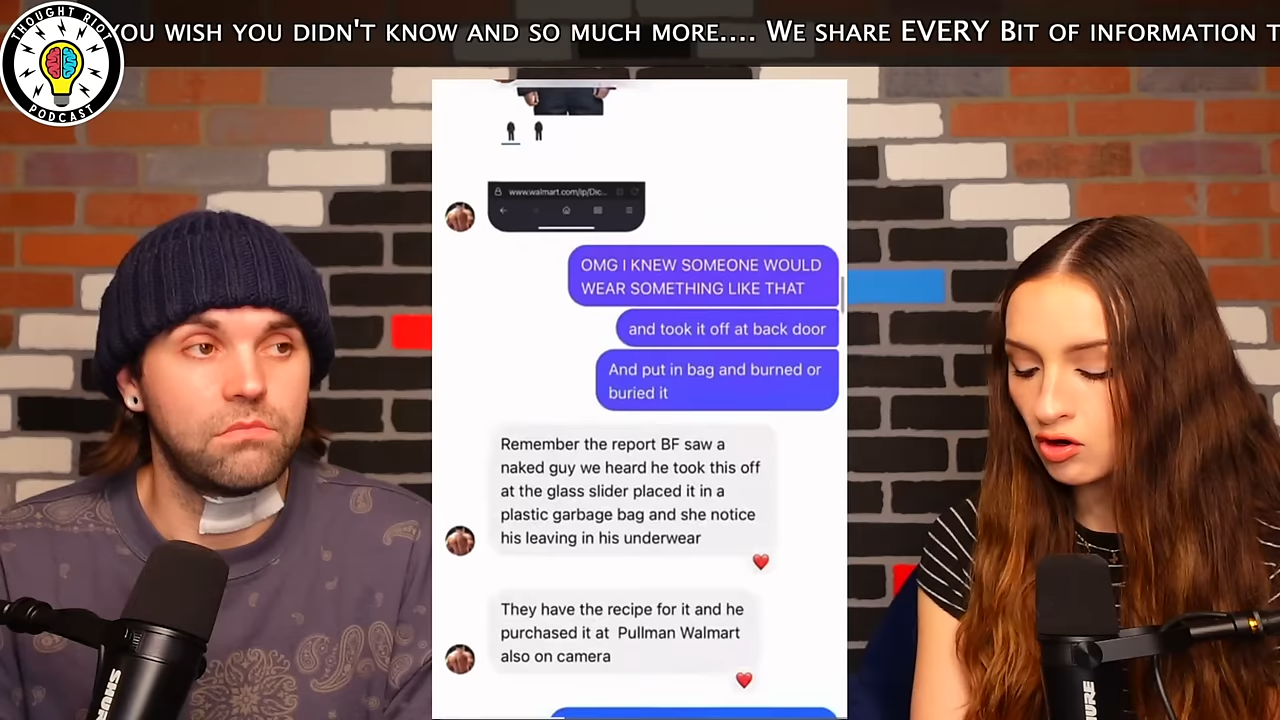 YOU WISH YOU DIDN'T KNOW AND SO MUCH MORE.... WE SHARE EVERY BIT OF INFORMATION T
THOUGHT RIOT
PODCAST
www.walmart.com/ip/Dic...
OMG I KNEW SOMEONE WOULD
WEAR SOMETHING LIKE THAT
and took it off at back door
And put in bag and burned or
buried it
Remember the report BF saw a
naked guy we heard he took this off
at the glass slider placed it in a
plastic garbage bag and she notice
his leaving in his underwear
They have the recipe for it and he
purchased it at Pullman Walmart
also on camera
SHURE
SHURE